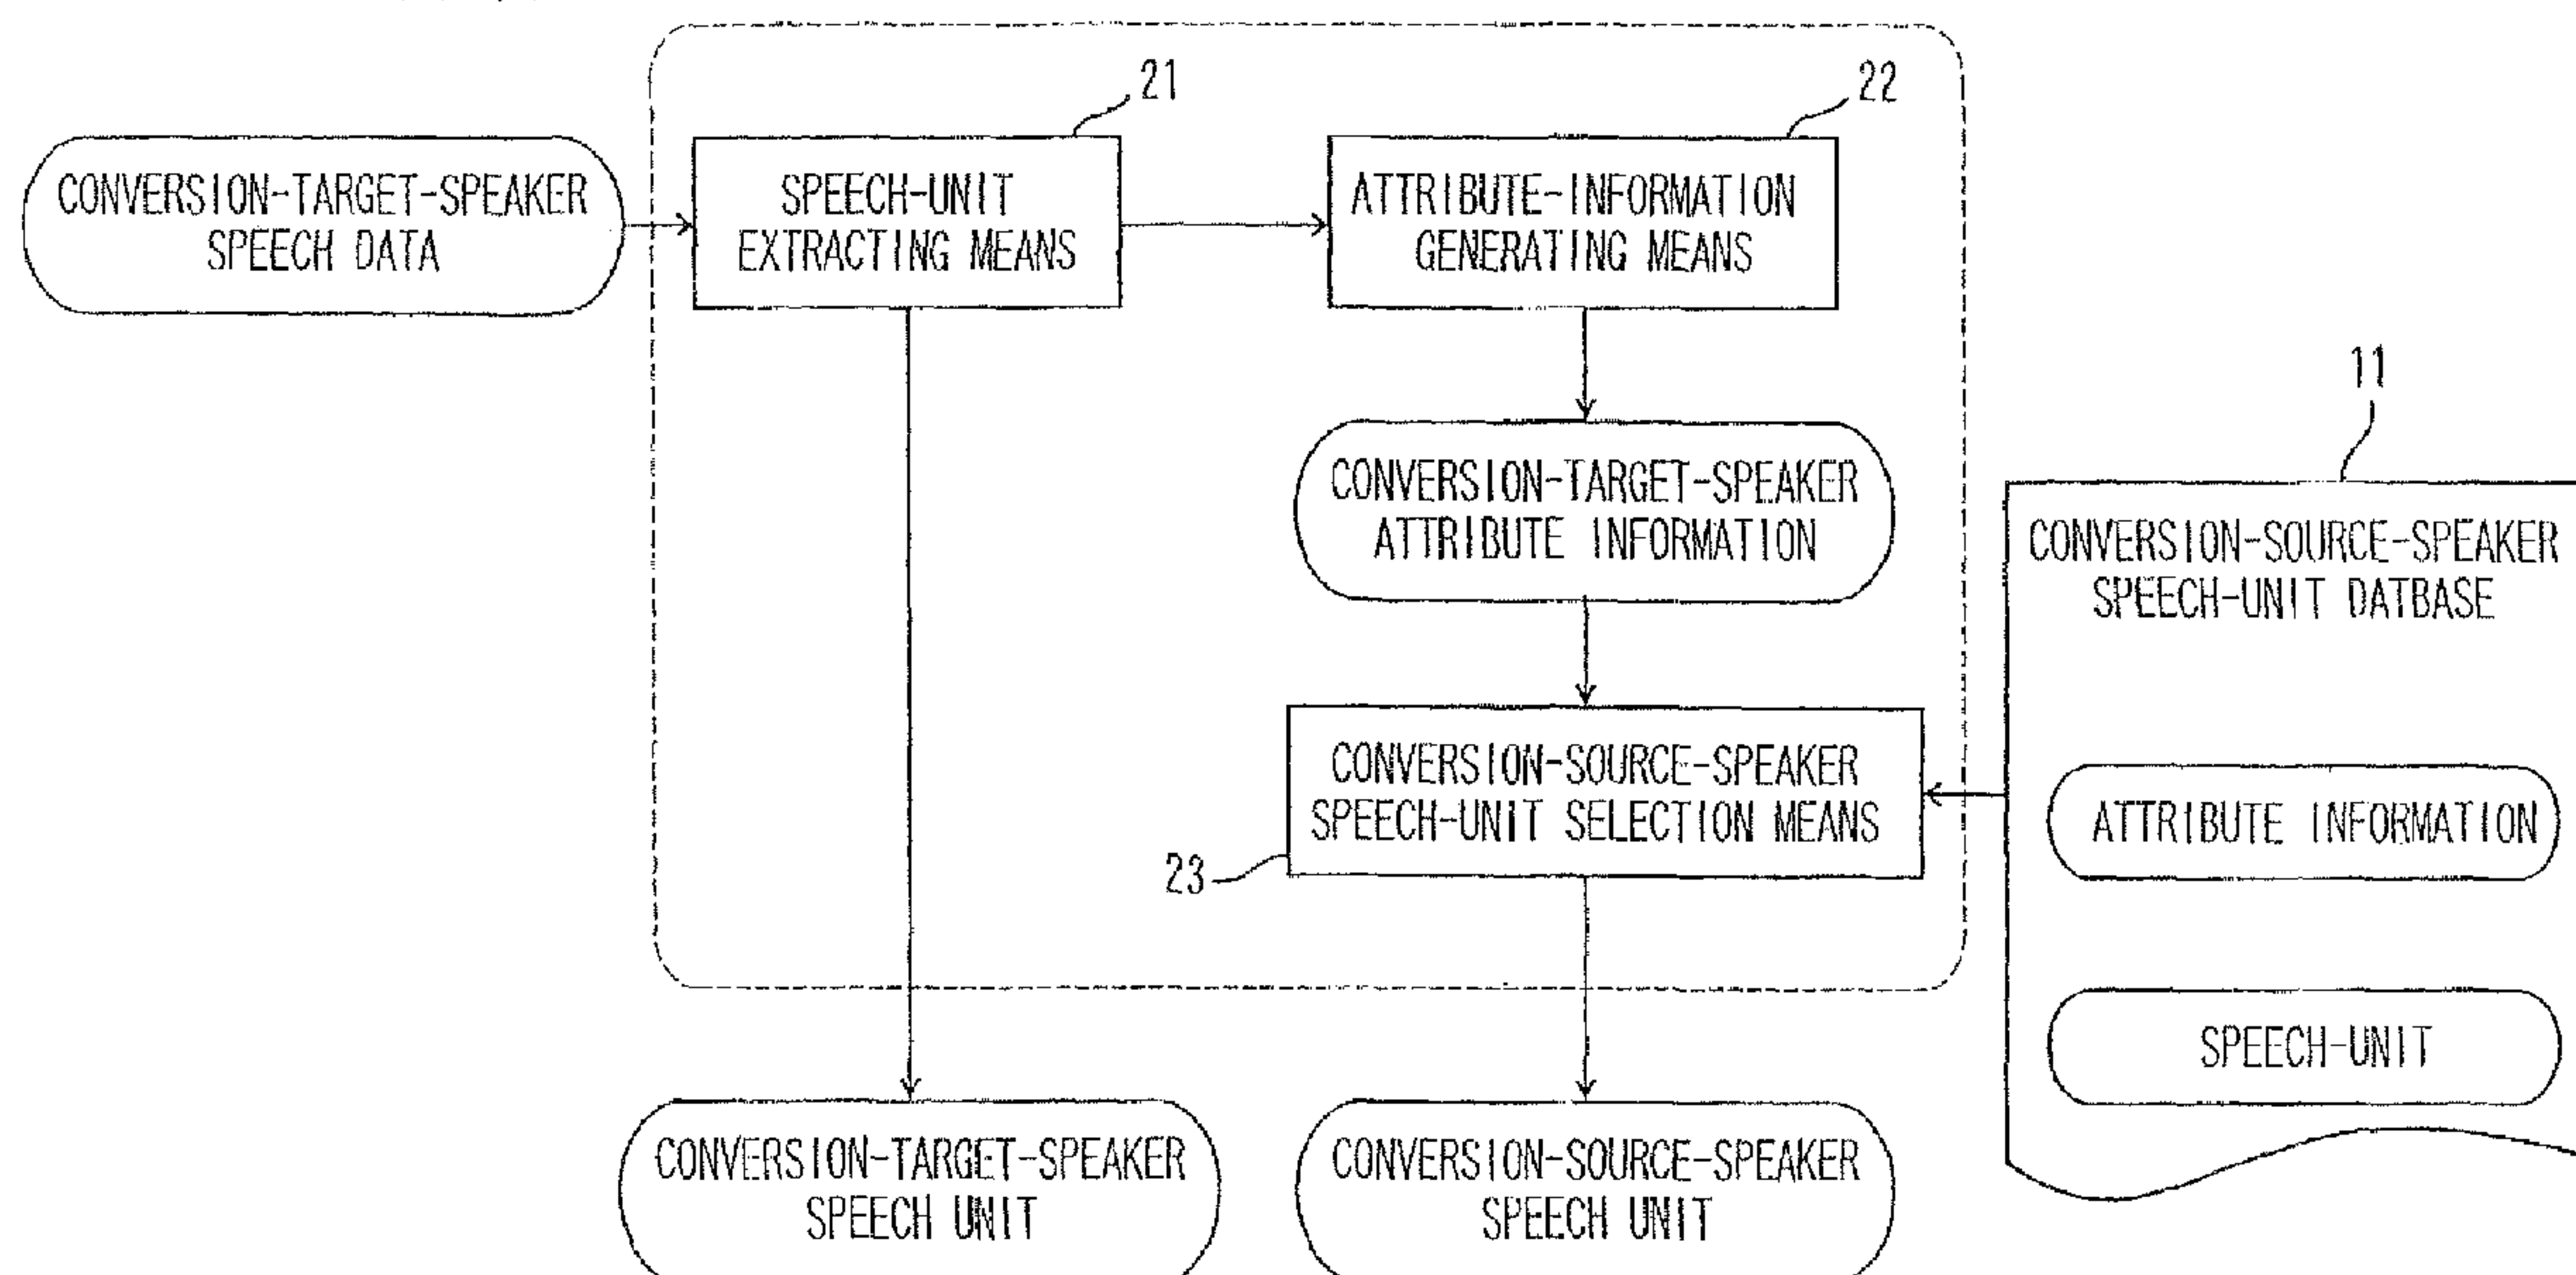 21
22
CONVERSION-TARGET-SPEAKER
SPEECH DATA
SPEECH-UNIT
EXTRACTING MEANS
ATTRIBUTE-INFORMATION
GENERATING MEANS
11
CONVERSION-TARGET-SPEAKER
ATTRIBUTE INFORMATION
CONVERSION-SOURCE-SPEAKER
SPEECH-UNIT DATBASE
CONVERSION-SOURCE-SPEAKER
SPEECH-UNIT SELECTION MEANS
23
ATTRIBUTE INFORMATION
SPEECH-UNIT
CONVERSION-TARGET-SPEAKER
SPEECH UNIT
CONVERSION-SOURCE-SPEAKER
SPEECH UNIT